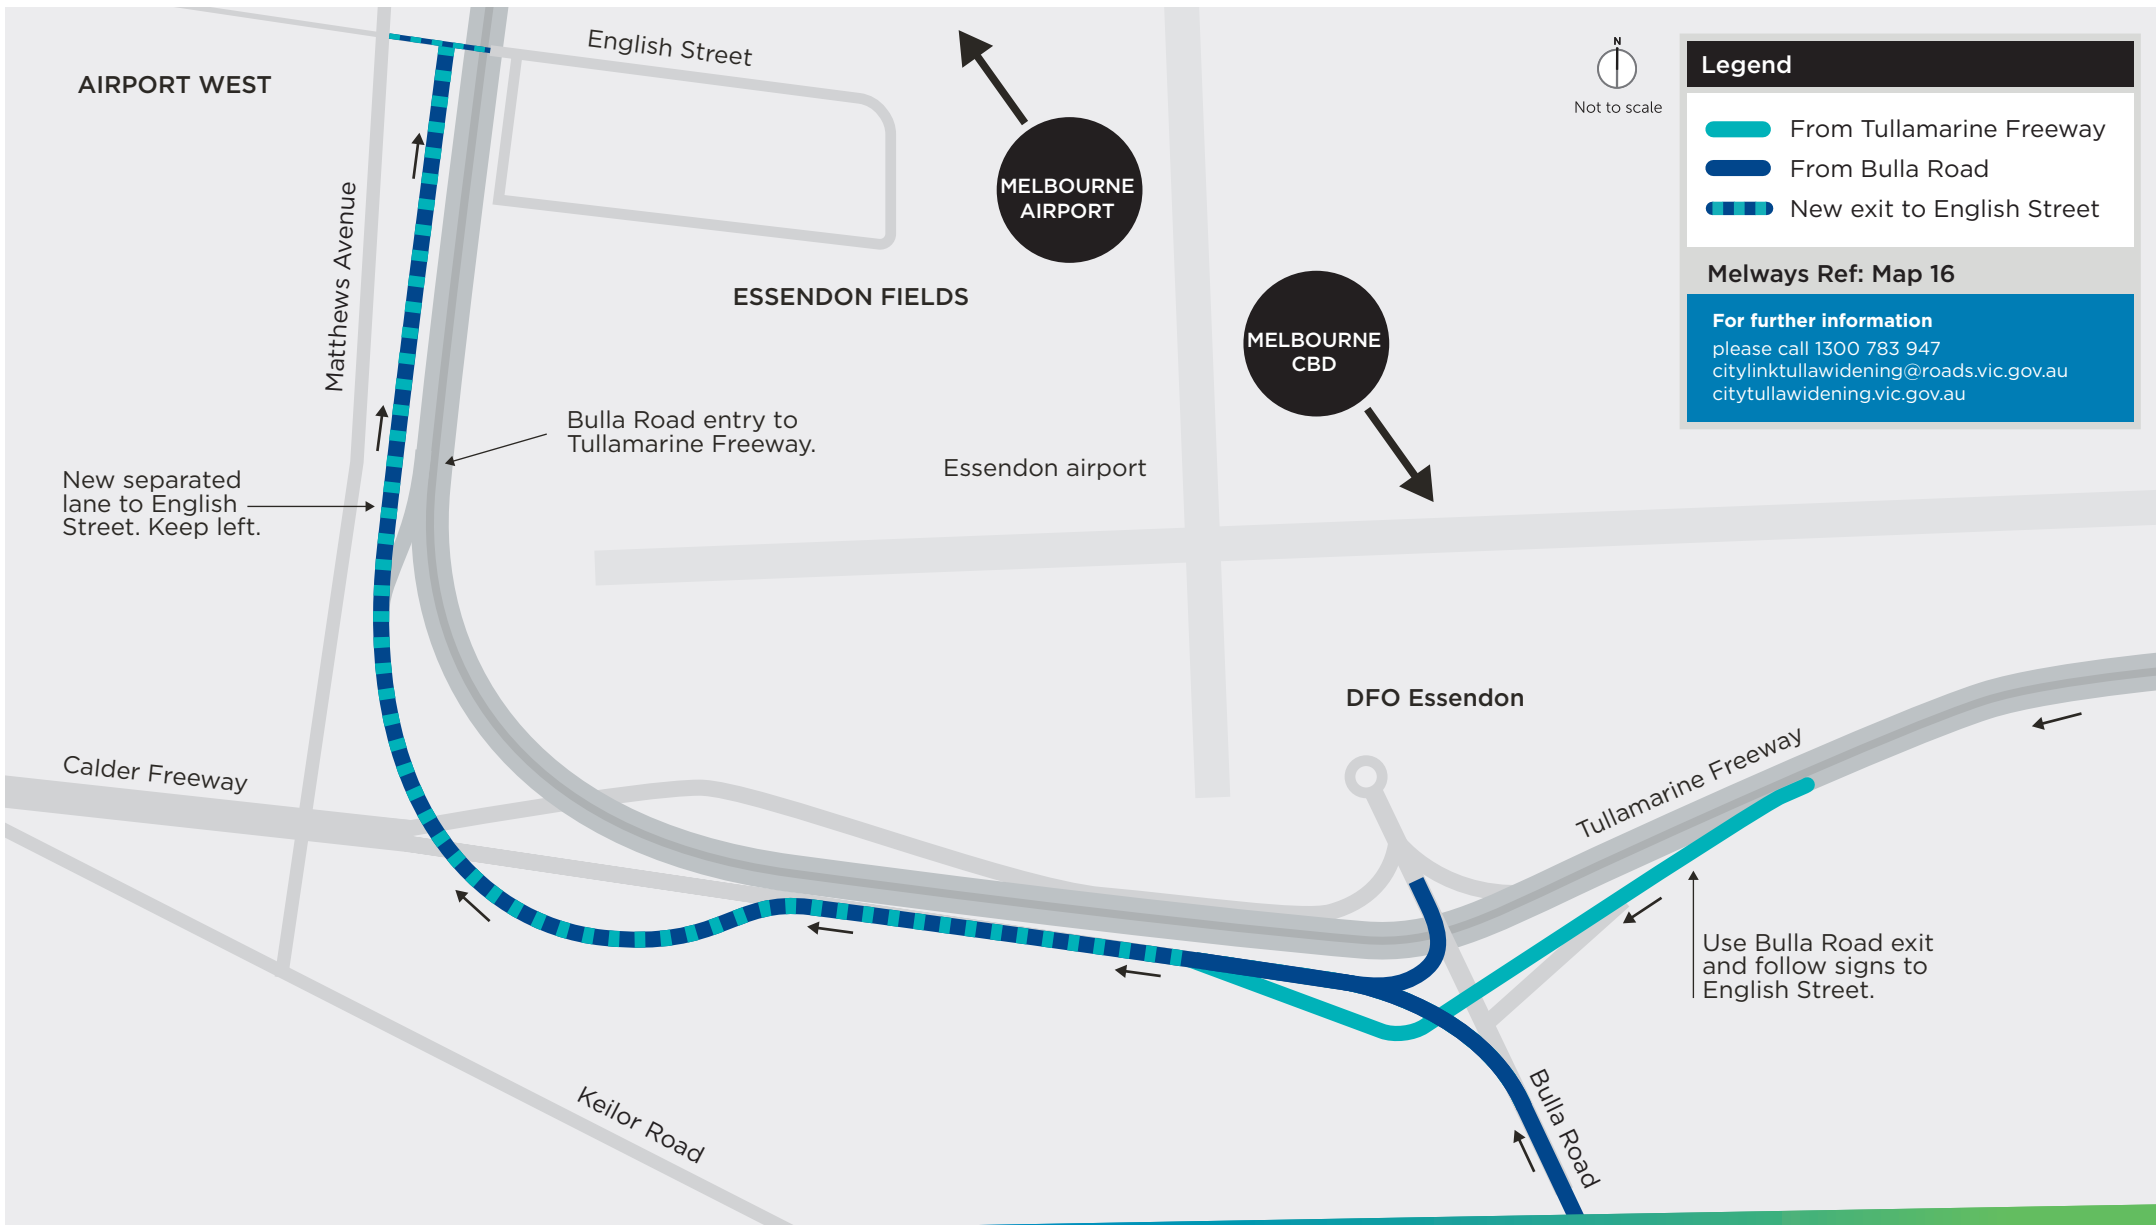 English Street
AIRPORT WEST
MELBOURNE
AIRPORT
N
Not to scale
Legend
From Tullamarine Freeway
From Bulla Road
New exit to English Street
Melways Ref: Map 16
For further information
please call 1300 783 947
citylinktullawidening@roads.vic.gov.au
citytullawidening.vic.gov.au
Matthews Avenue
ESSENDON FIELDS
MELBOURNE
CBD
Bulla Road entry to
Tullamarine Freeway.
Essendon airport
New separated
lane to English
Street. Keep left.
DFO Essendon
Calder Freeway
Tullamarine Freeway
Use Bulla Road exit
and follow signs to
English Street.
Keilor Road
Bulla Road